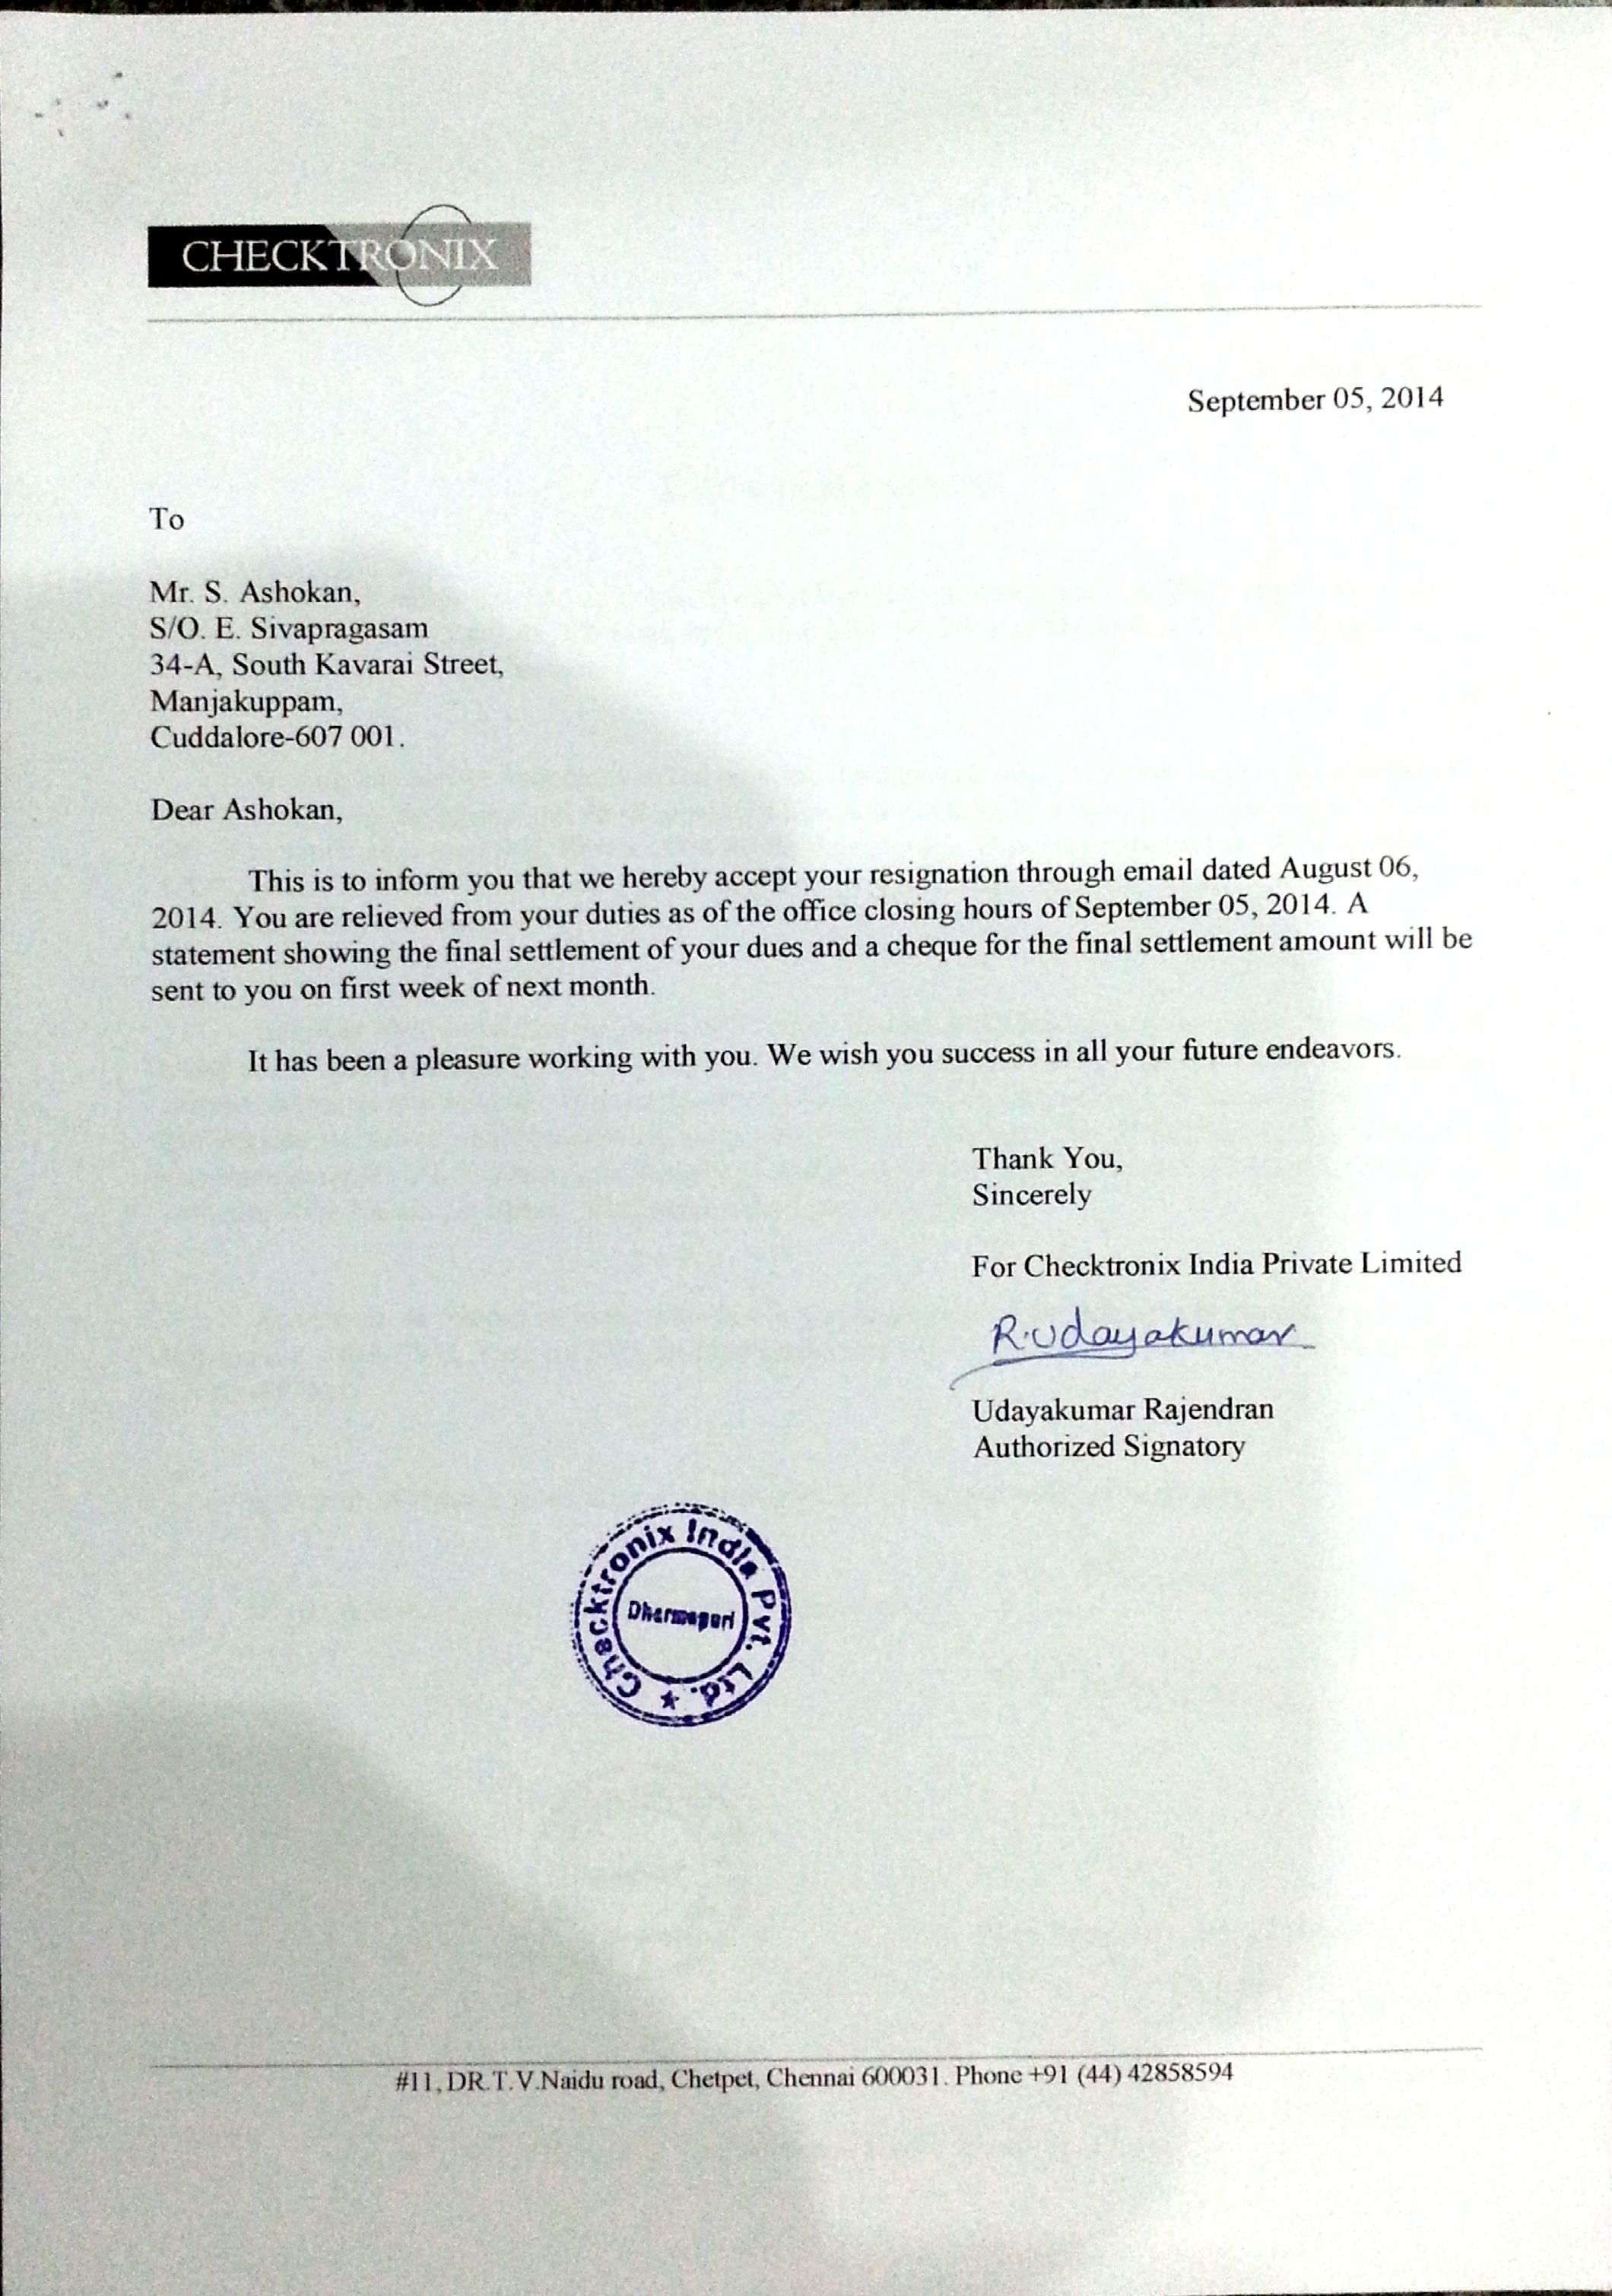 CHECKTRONIX
September 05, 2014
To
Mr. S. Ashokan,
S/O. E. Sivapragasam
34-A, South Kavarai Street,
Manjakuppam,
Cuddalore-607 001.
Dear Ashokan,
This is to inform you that we hereby accept your resignation through email dated August 06,
2014. You are relieved from your duties as of the office closing hours of September 05, 2014. A
statement showing the final settlement of your dues and a cheque for the final settlement amount will be
sent to you on first week of next month.
It has been a pleasure working with you. We wish you success in all your future endeavors.
Thank You,
Sincerely
For Checktronix India Private Limited
R.Udayakumar
Udayakumar Rajendran
Authorized Signatory
Checktronix India Pvt. Ltd. ★
Dharmapuri
#11, DR.T.V.Naidu road, Chetpet, Chennai 600031. Phone +91 (44) 42858594